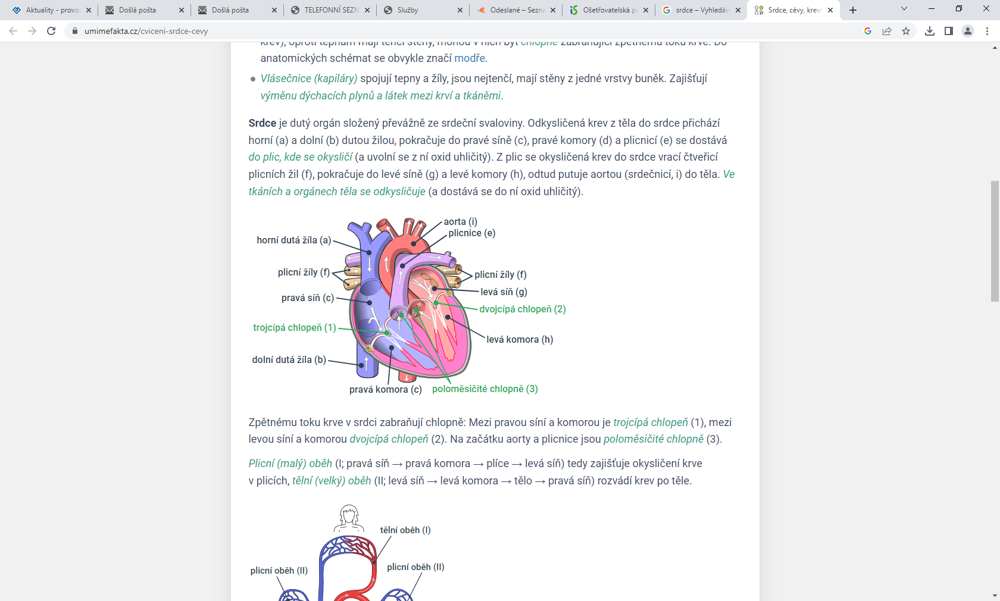 Aktuality - provoz
Došlá pošta
Došlá pošta
TELEFONNÍ SEZN
Služby
Odeslané – Sezna
Ošetřovatelská p
srdce – Vyhledáv
Srdce, cévy, krev
umimefakta.cz/cviceni-srdce-cevy
krev), oproti tepnám mají tenčí stěny, mohou v nich být chlopně zabraňující zpětnému toku krve. Do
anatomických schémat se obvykle značí modře.
Vlásečnice (kapiláry) spojují tepny a žíly, jsou nejtenčí, mají stěny z jedné vrstvy buněk. Zajišťují
výměnu dýchacích plynů a látek mezi krví a tkáněmi.
Srdce je dutý orgán složený převážně ze srdeční svaloviny. Odkysličená krev z těla do srdce přichází
horní (a) a dolní (b) dutou žilou, pokračuje do pravé síně (c), pravé komory (d) a plicnicí (e) se dostává
do plic, kde se okysličí (a uvolní se z ní oxid uhličitý). Z plic se okysličená krev do srdce vrací čtveřicí
plicních žil (f), pokračuje do levé síně (g) a levé komory (h), odtud putuje aortou (srdečnicí, i) do těla. Ve
tkáních a orgánech těla se odkysličuje (a dostává se do ní oxid uhličitý).
aorta (i)
plicnice (e)
horní dutá žíla (a)
plicní žíly (f)
plicní žíly (f)
levá síň (g)
pravá síň (c)
dvojcípá chlopeň (2)
trojcípá chlopeň (1)
levá komora (h)
dolní dutá žíla (b)
pravá komora (c)
poloměsičité chlopně (3)
Zpětnému toku krve v srdci zabraňují chlopně: Mezi pravou síní a komorou je trojcípá chlopeň (1), mezi
levou síní a komorou dvojcípá chlopeň (2). Na začátku aorty a plicnice jsou poloměsičité chlopně (3).
Plicní (malý) oběh (I; pravá síň → pravá komora → plíce → levá síň) tedy zajišťuje okysličení krve
v plicích, tělní (velký) oběh (II; levá síň → levá komora → tělo → pravá síň) rozvádí krev po těle.
tělní oběh (I)
plicní oběh (II)
plicní oběh (II)